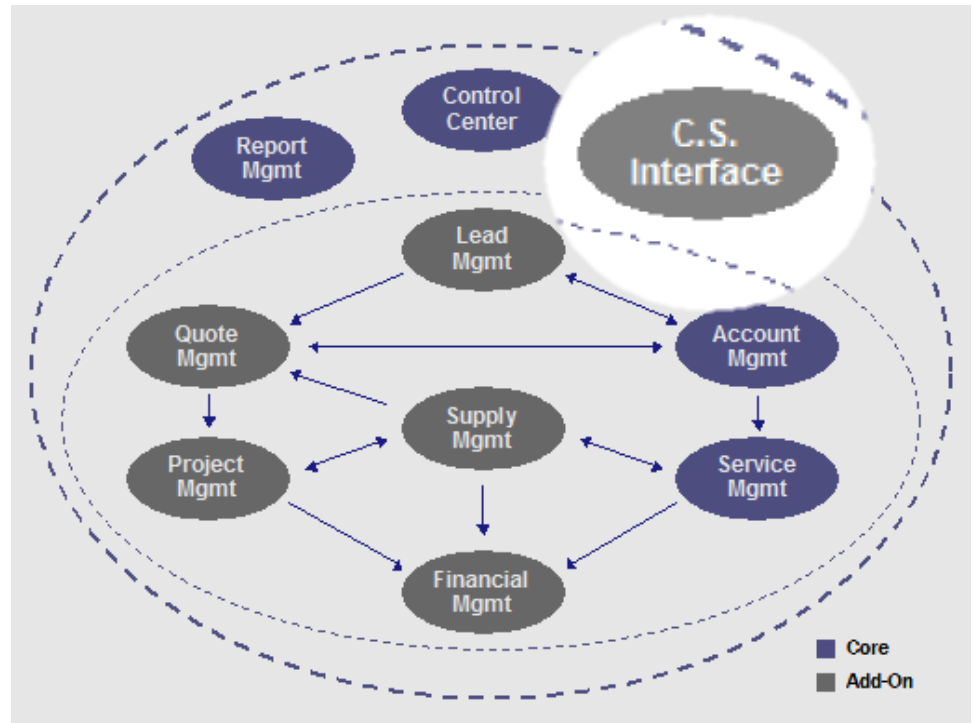 Control
Center
C.S.
Interface
Report
Mgmt
Lead
Mgmt
Quote
Mgmt
Account
Mgmt
Supply
Mgmt
Project
Mgmt
Service
Mgmt
Financial
Mgmt
Core
Add-On